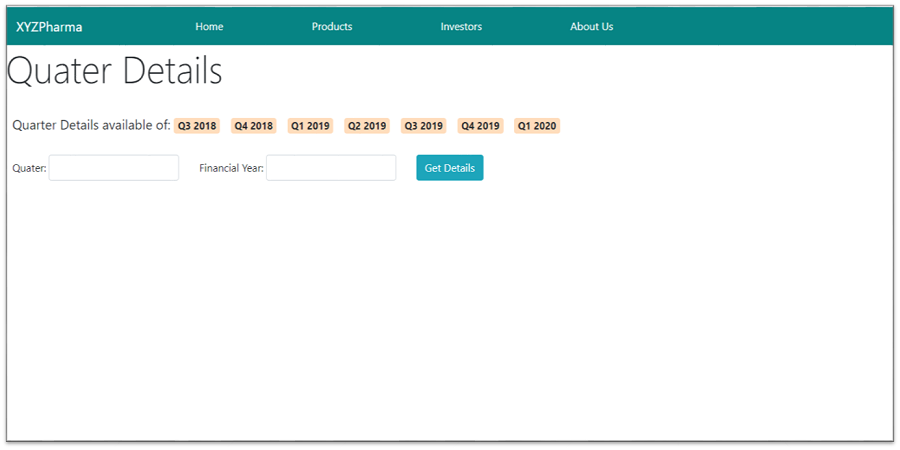 XYZPharma Home Products Investors About Us
Quater Details
Quarter Details available of: Q3 2018 Q4 2018 Q1 2019 Q2 2019 Q3 2019 Q4 2019 Q1 2020
Quater: Financial Year: Get Details